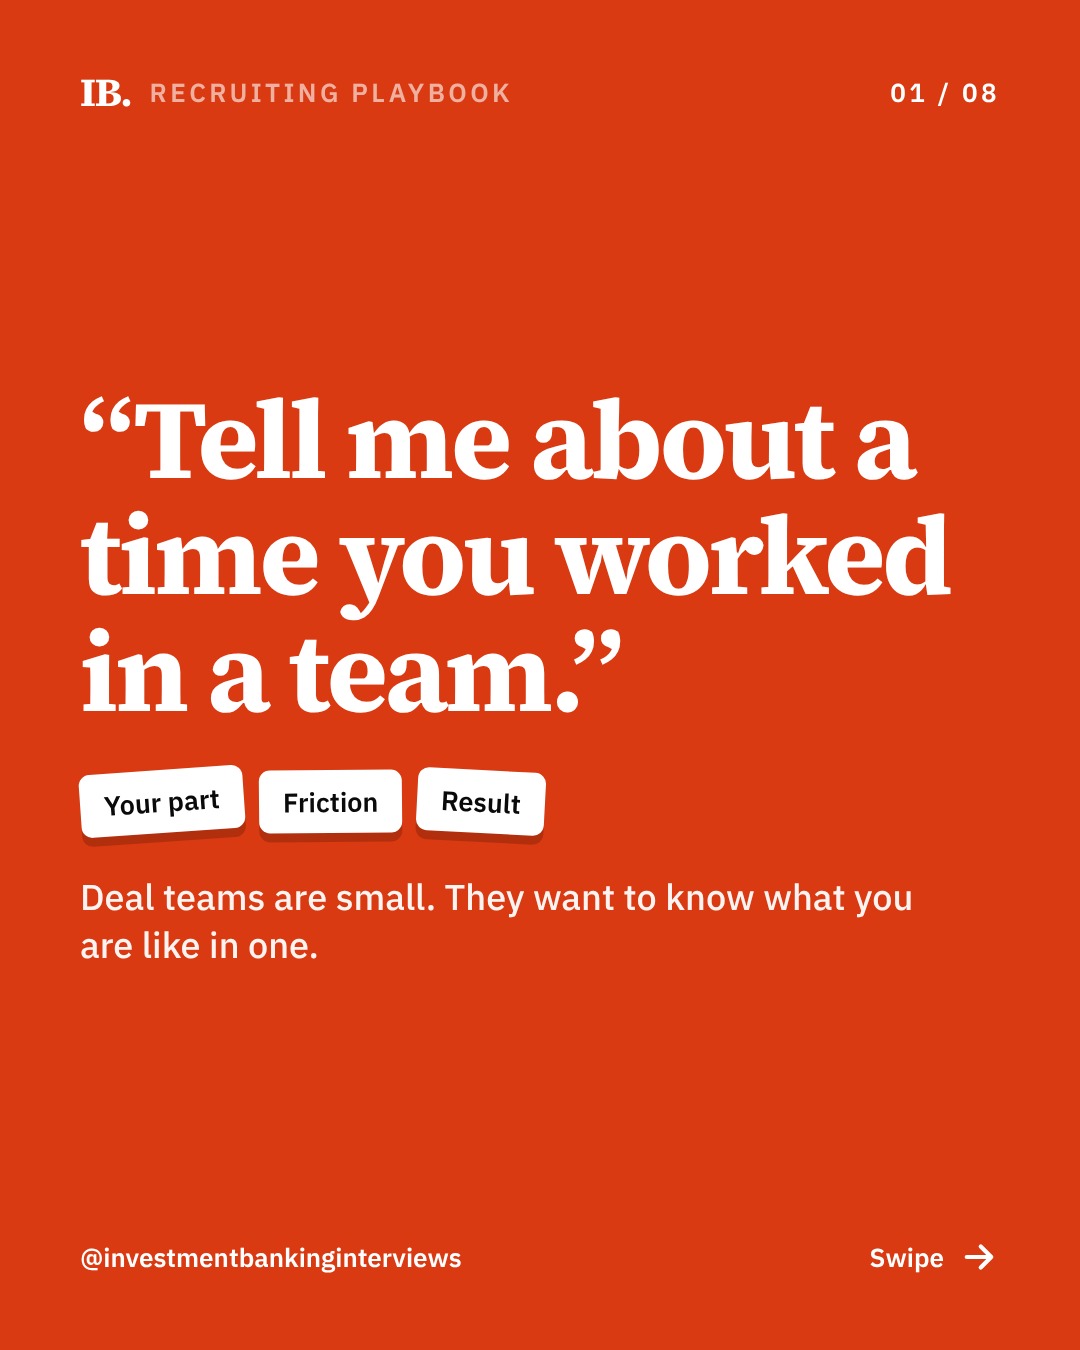 IB. RECRUITING PLAYBOOK
01 / 08
“Tell me about a
time you worked
in a team.”
Your part
Friction
Result
Deal teams are small. They want to know what you
are like in one.
@investmentbankinginterviews
Swipe →